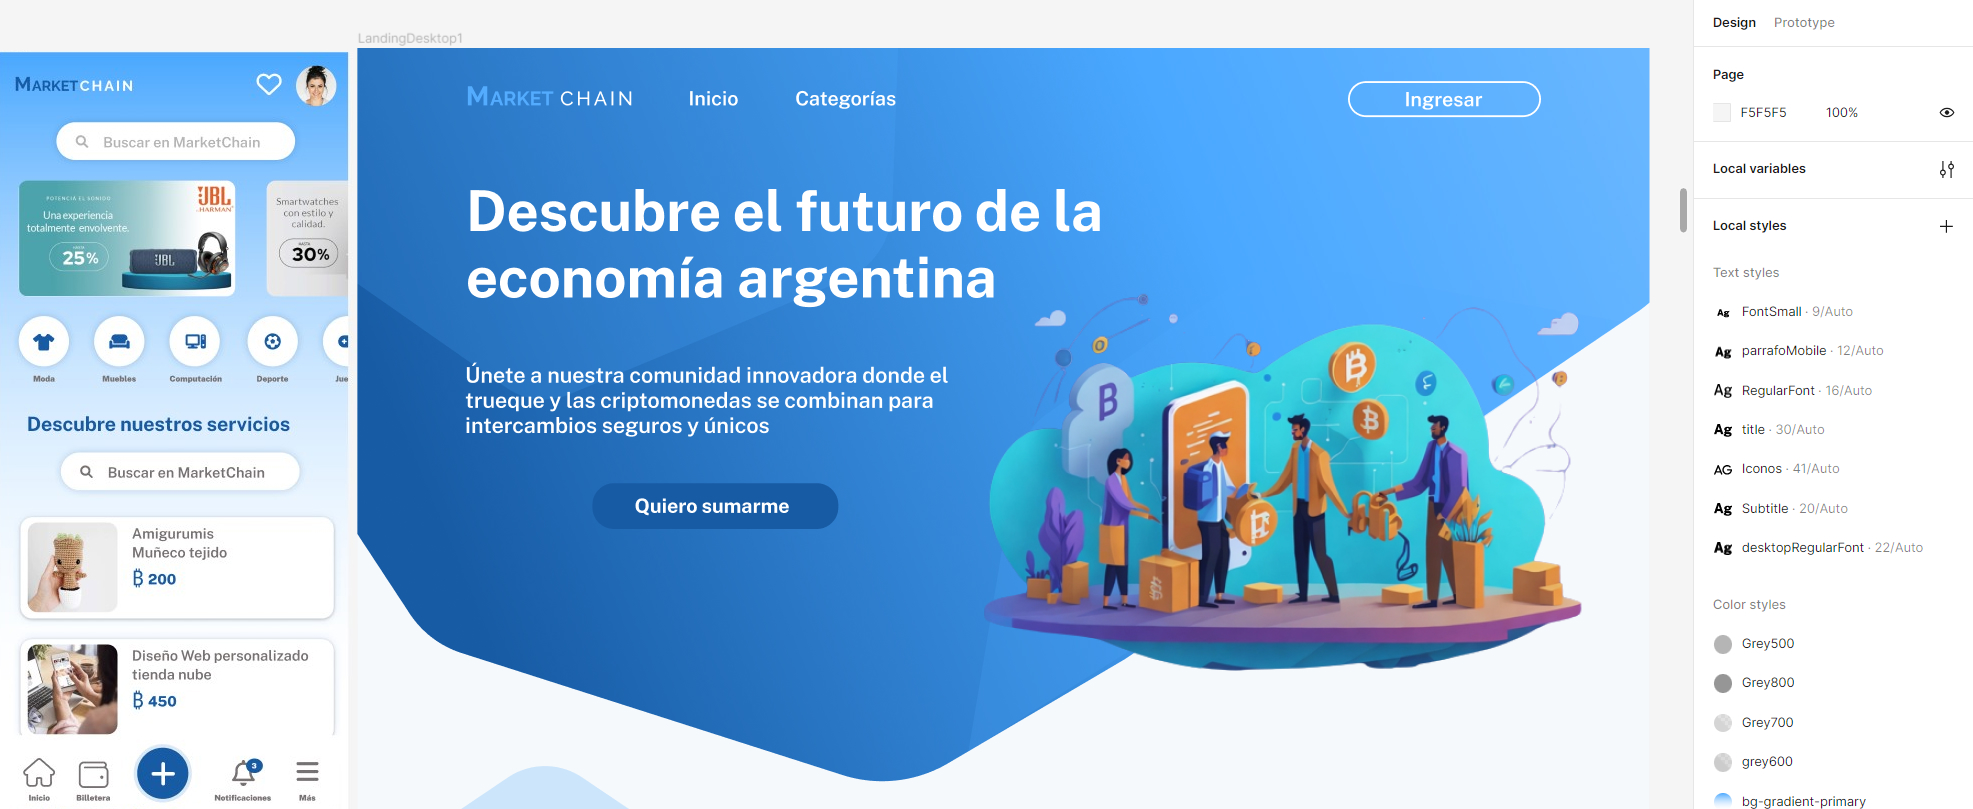 LandingDesktop1
MARKETCHAIN
Buscar en MarketChain
POTENCIA EL SONIDO
Una experiencia
totalmente envolvente.
HASTA
25%
JBL
by HARMAN
JBL
Smartwatches
con estilo y
calidad.
HASTA
30%
Moda
Muebles
Computación
Deporte
Jue
Descubre nuestros servicios
Buscar en MarketChain
Amigurumis
Muñeco tejido
₿ 200
Diseño Web personalizado
tienda nube
₿ 450
Inicio
Billetera
3
Notificaciones
Más
MARKET CHAIN
Inicio
Categorías
Ingresar
Descubre el futuro de la
economía argentina
Únete a nuestra comunidad innovadora donde el
trueque y las criptomonedas se combinan para
intercambios seguros y únicos
Quiero sumarme
Design
Prototype
Page
F5F5F5
100%
Local variables
Local styles
Text styles
Ag FontSmall · 9/Auto
Ag parrafoMobile · 12/Auto
Ag RegularFont · 16/Auto
Ag title · 30/Auto
AG Iconos · 41/Auto
Ag Subtitle · 20/Auto
Ag desktopRegularFont · 22/Auto
Color styles
Grey500
Grey800
Grey700
grey600
bg-gradient-primary